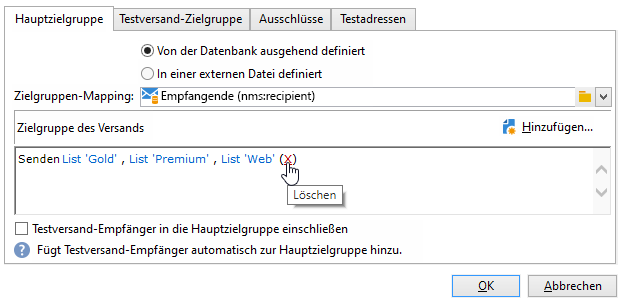 Hauptzielgruppe Testversand-Zielgruppe Ausschlüsse Testadressen
Von der Datenbank ausgehend definiert
In einer externen Datei definiert
Zielgruppen-Mapping: Empfangende (nms:recipient)
Zielgruppe des Versands Hinzufügen...
Senden List 'Gold' , List 'Premium' , List 'Web' (X)
Löschen
Testversand-Empfänger in die Hauptzielgruppe einschließen
? Fügt Testversand-Empfänger automatisch zur Hauptzielgruppe hinzu.
OK Abbrechen